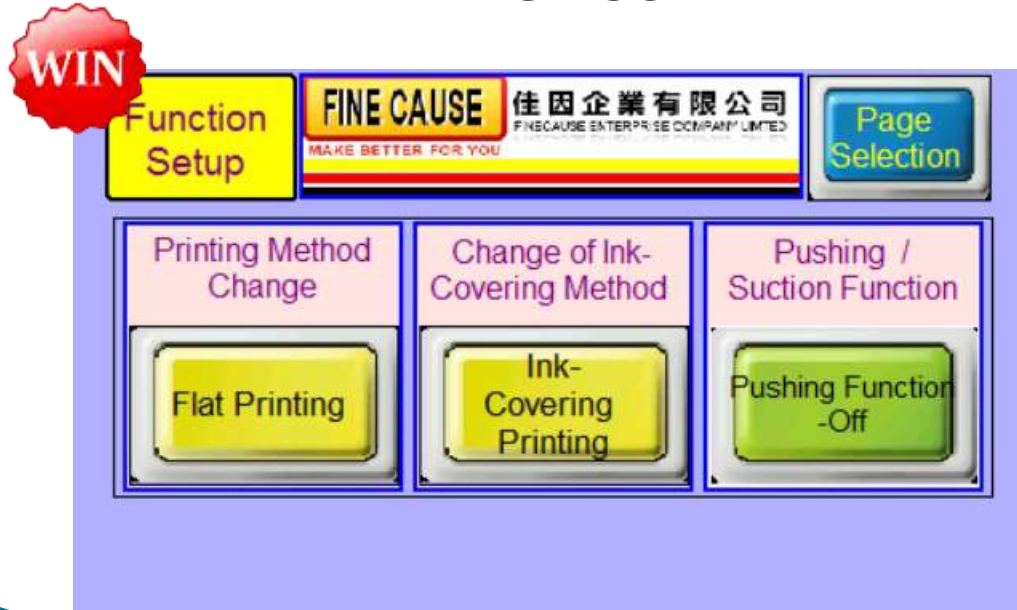 WIN
Function
Setup
FINE CAUSE
MAKE BETTER FOR YOU
佳因企業有限公司
FINECAUSE ENTERPRISE COMPANY LIMTED
Page
Selection
Printing Method
Change
Change of Ink-
Covering Method
Pushing /
Suction Function
Flat Printing
Ink-
Covering
Printing
Pushing Function
-Off